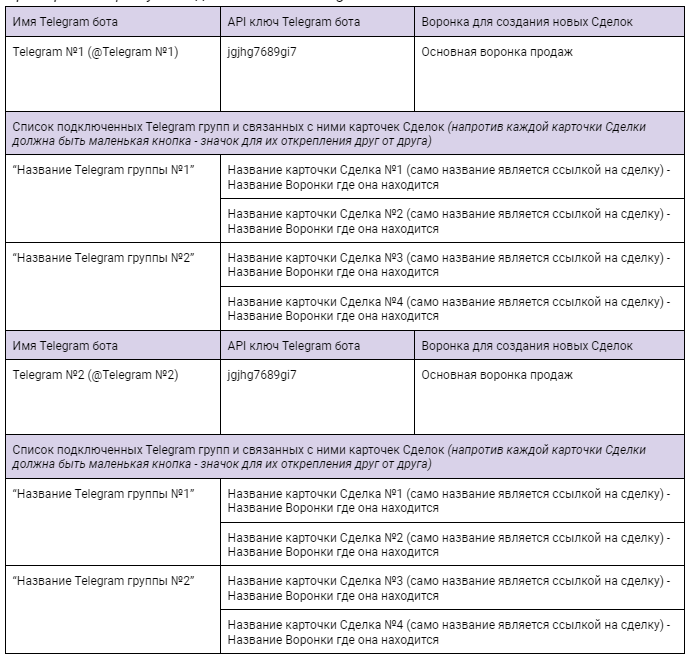 Имя Telegram бота
API ключ Telegram бота
Воронка для создания новых Сделок
Telegram №1 (@Telegram №1)
jgjhg7689gi7
Основная воронка продаж
Список подключенных Telegram групп и связанных с ними карточек Сделок (напротив каждой карточки Сделки
должна быть маленькая кнопка - значок для их открепления друг от друга)
“Название Telegram группы №1”
Название карточки Сделка №1 (само название является ссылкой на сделку) -
Название Воронки где она находится
Название карточки Сделка №2 (само название является ссылкой на сделку) -
Название Воронки где она находится
“Название Telegram группы №2”
Название карточки Сделка №3 (само название является ссылкой на сделку) -
Название Воронки где она находится
Название карточки Сделка №4 (само название является ссылкой на сделку) -
Название Воронки где она находится
Имя Telegram бота
API ключ Telegram бота
Воронка для создания новых Сделок
Telegram №2 (@Telegram №2)
jgjhg7689gi7
Основная воронка продаж
Список подключенных Telegram групп и связанных с ними карточек Сделок (напротив каждой карточки Сделки
должна быть маленькая кнопка - значок для их открепления друг от друга)
“Название Telegram группы №1”
Название карточки Сделка №1 (само название является ссылкой на сделку) -
Название Воронки где она находится
Название карточки Сделка №2 (само название является ссылкой на сделку) -
Название Воронки где она находится
“Название Telegram группы №2”
Название карточки Сделка №3 (само название является ссылкой на сделку) -
Название Воронки где она находится
Название карточки Сделка №4 (само название является ссылкой на сделку) -
Название Воронки где она находится